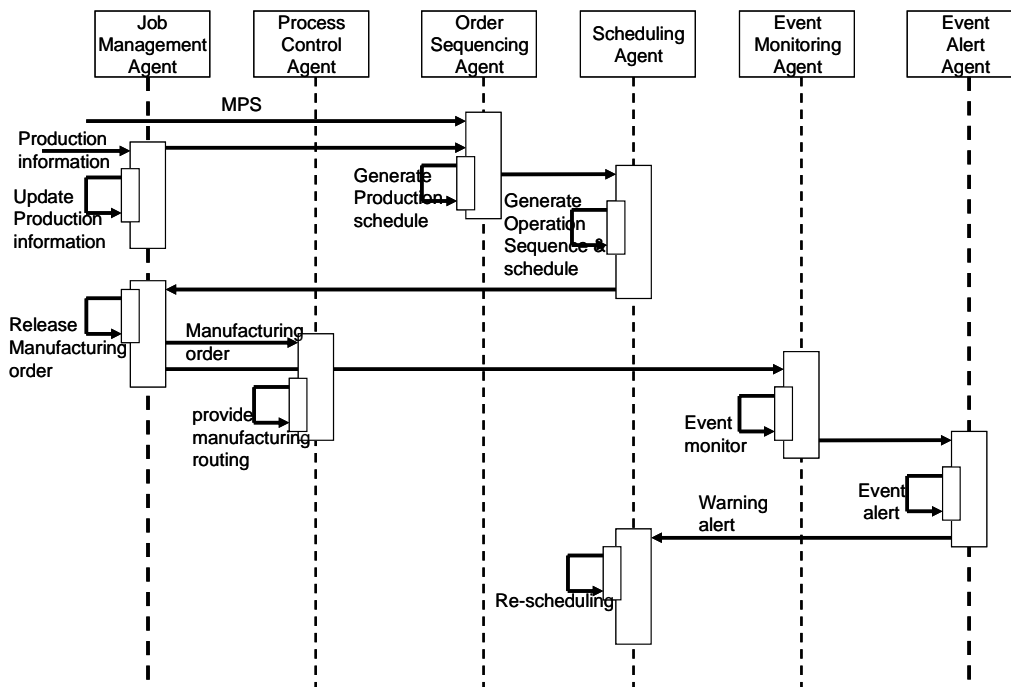 Job
Management
Agent
Process
Control
Agent
Order
Sequencing
Agent
Scheduling
Agent
Event
Monitoring
Agent
Event
Alert
Agent
MPS
Production
information
Update
Production
information
Generate
Production
schedule
Generate
Operation
Sequence &
schedule
Release
Manufacturing
order
Manufacturing
order
provide
manufacturing
routing
Event
monitor
Event
alert
Warning
alert
Re-scheduling